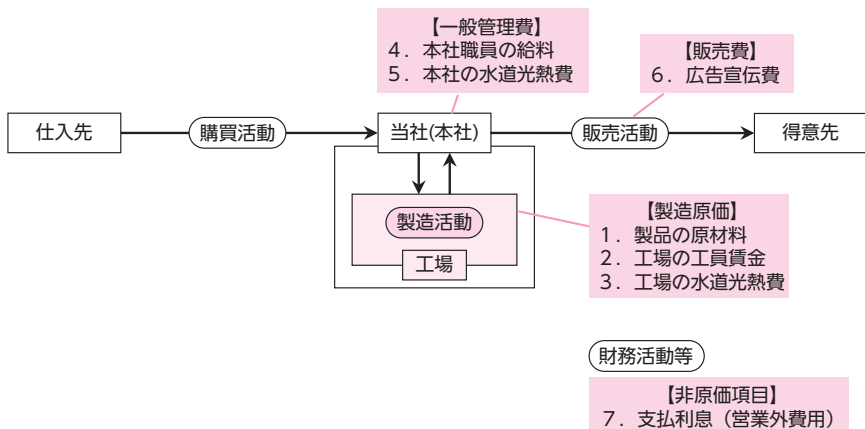 【一般管理費】
4．本社職員の給料
5．本社の水道光熱費
【販売費】
6．広告宣伝費
仕入先
購買活動
当社(本社)
販売活動
得意先
製造活動
工場
【製造原価】
1．製品の原材料
2．工場の工員賃金
3．工場の水道光熱費
財務活動等
【非原価項目】
7．支払利息（営業外費用）